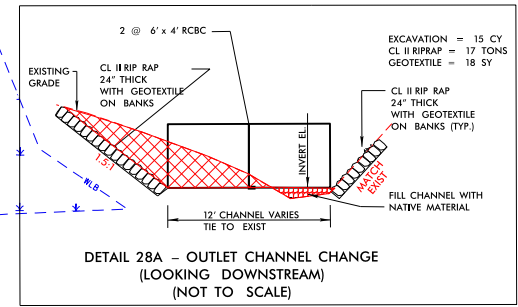 2 @ 6' x 4' RCBC
EXCAVATION = 15 CY
CL II RIPRAP = 17 TONS
GEOTEXTILE = 18 SY
EXISTING
GRADE
CL II RIP RAP
24" THICK
WITH GEOTEXTILE
ON BANKS
CL II RIP RAP
24" THICK
WITH GEOTEXTILE
ON BANKS (TYP.)
INVERT EL.
1.5:1
MATCH
EXIST
WLB
FILL CHANNEL WITH
NATIVE MATERIAL
12' CHANNEL VARIES
TIE TO EXIST
DETAIL 28A – OUTLET CHANNEL CHANGE
(LOOKING DOWNSTREAM)
(NOT TO SCALE)